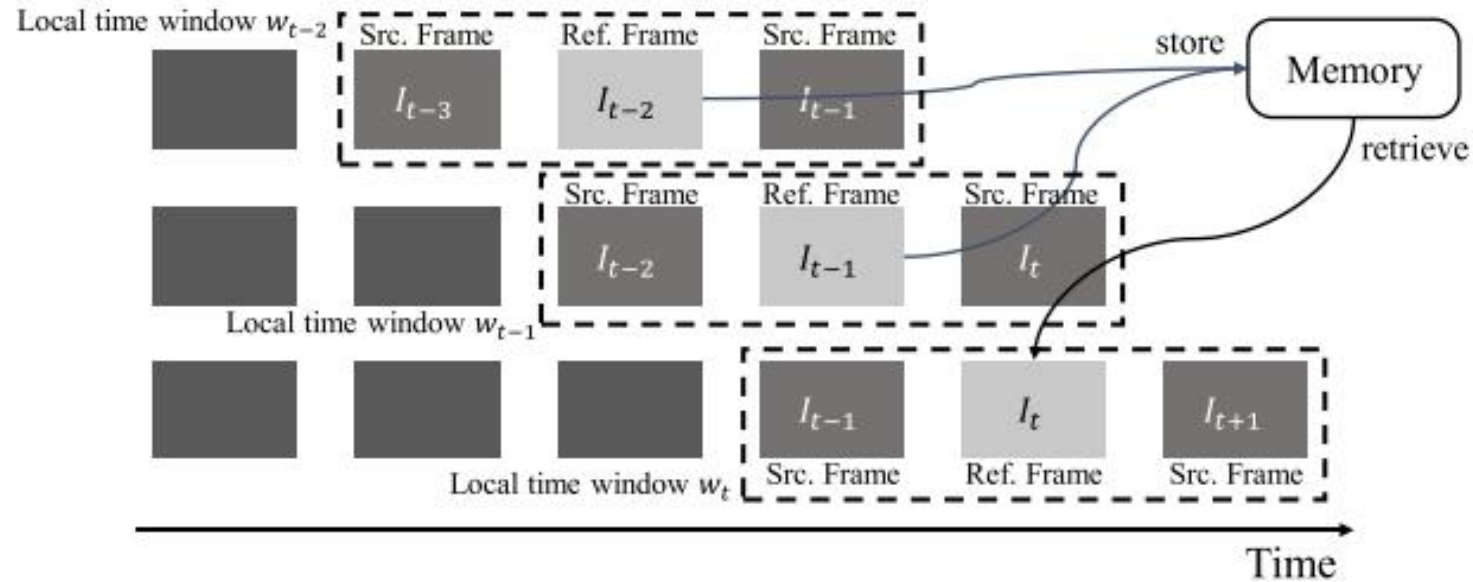 Local time window w_{t-2}
Src. Frame Ref. Frame Src. Frame
I_{t-3} I_{t-2} I_{t-1}
store
Memory
retrieve
Src. Frame Ref. Frame Src. Frame
I_{t-2} I_{t-1} I_t
Local time window w_{t-1}
I_{t-1} I_t I_{t+1}
Src. Frame Ref. Frame Src. Frame
Local time window w_t
Time